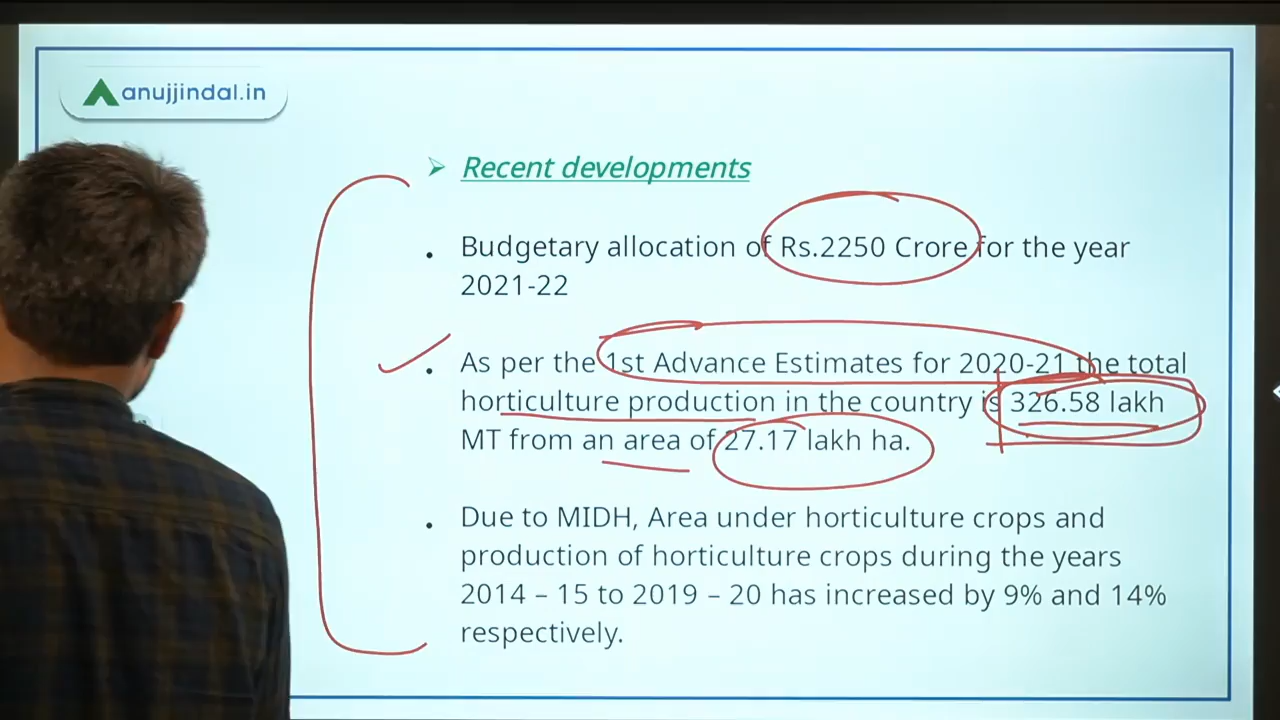 anujjindal.in
➢ Recent developments
. Budgetary allocation of Rs.2250 Crore for the year
2021-22
. As per the 1st Advance Estimates for 2020-21 the total
horticulture production in the country is 326.58 lakh
MT from an area of 27.17 lakh ha.
. Due to MIDH, Area under horticulture crops and
production of horticulture crops during the years
2014 – 15 to 2019 – 20 has increased by 9% and 14%
respectively.